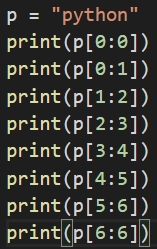 p = "python"
print(p[0:0])
print(p[0:1])
print(p[1:2])
print(p[2:3])
print(p[3:4])
print(p[4:5])
print(p[5:6])
print(p[6:6])